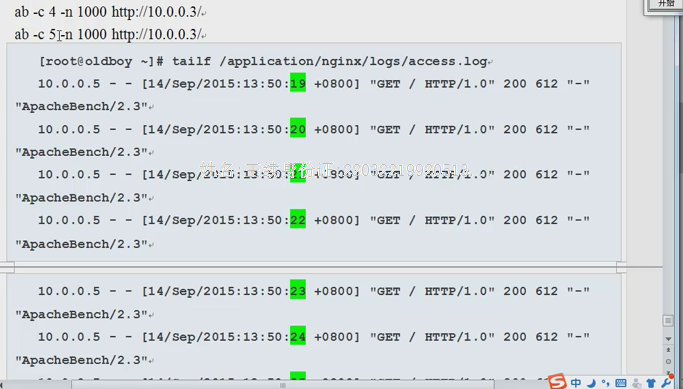 开始
ab -c 4 -n 1000 http://10.0.0.3/
ab -c 5 -n 1000 http://10.0.0.3/
[root@oldboy ~]# tailf /application/nginx/logs/access.log
10.0.0.5 - - [14/Sep/2015:13:50:19 +0800] "GET / HTTP/1.0" 200 612 "-"
"ApacheBench/2.3"
10.0.0.5 - - [14/Sep/2015:13:50:20 +0800] "GET / HTTP/1.0" 200 612 "-"
"ApacheBench/2.3"
10.0.0.5 - - [14/Sep/2015:13:50: +0800] "GET / HTTP/1.0" 200 612 "-"
"ApacheBench/2.3"
10.0.0.5 - - [14/Sep/2015:13:50:22 +0800] "GET / HTTP/1.0" 200 612 "-"
"ApacheBench/2.3"
10.0.0.5 - - [14/Sep/2015:13:50:23 +0800] "GET / HTTP/1.0" 200 612 "-"
"ApacheBench/2.3"
10.0.0.5 - - [14/Sep/2015:13:50:24 +0800] "GET / HTTP/1.0" 200 612 "-"
"ApacheBench/2.3"
中